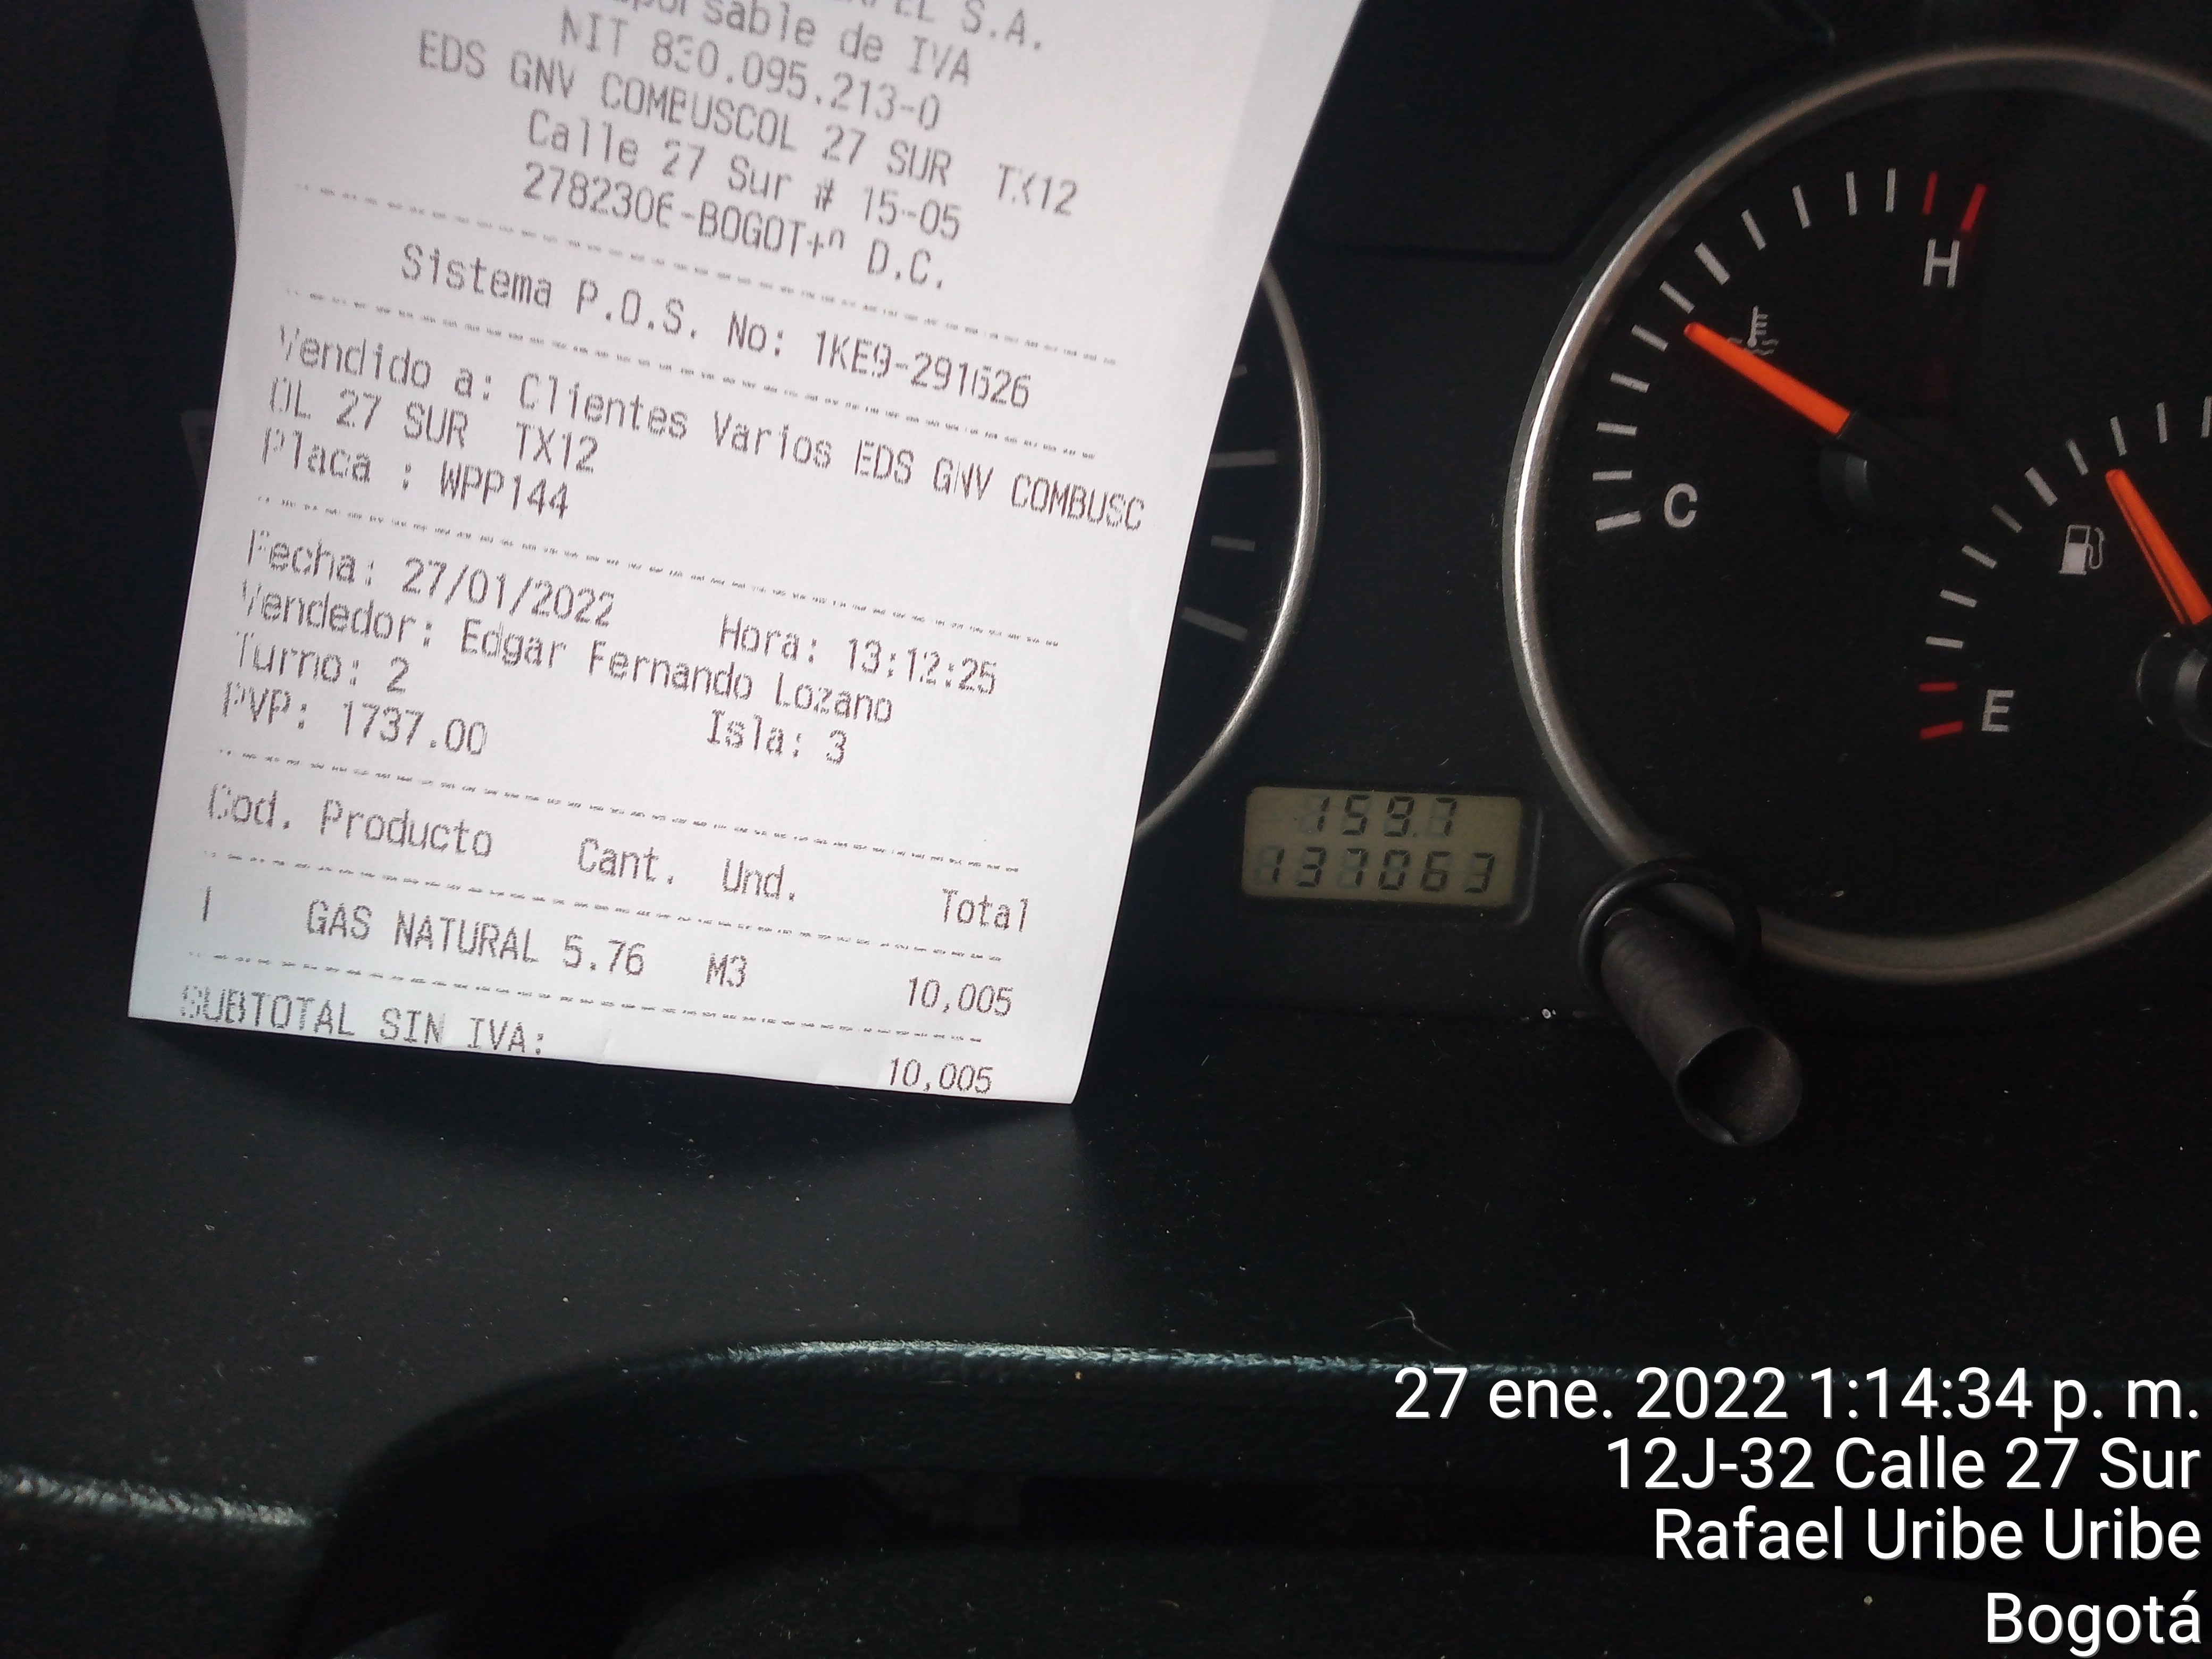 S.A.
de IVA
NIT 830.095.213-0
EDS GNV COMBUSCOL 27 SUR TX12
Calle 27 Sur # 15-05
2782306-BOGOT+n D.C.
Sistema P.O.S. No: 1KE9-291626
Vendido a: Clientes Varios EDS GNV COMBUSC
OL 27 SUR TX12
Placa : WPP144
Fecha: 27/01/2022 Hora: 13:12:25
Vendedor: Edgar Fernando Lozano
Turno: 2 Isla: 3
PVP: 1737.00
Cod. Producto Cant. Und. Total
1 GAS NATURAL 5.76 M3 10,005
SUBTOTAL SIN IVA: 10,005
H
C
E
159.7
137063
27 ene. 2022 1:14:34 p. m.
12J-32 Calle 27 Sur
Rafael Uribe Uribe
Bogotá